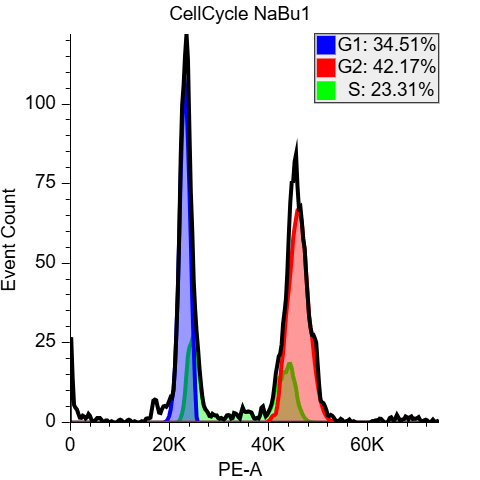 CellCycle NaBu1
G1: 34.51%
G2: 42.17%
S: 23.31%
Event Count
100
75
50
25
0
0 20K 40K 60K
PE-A